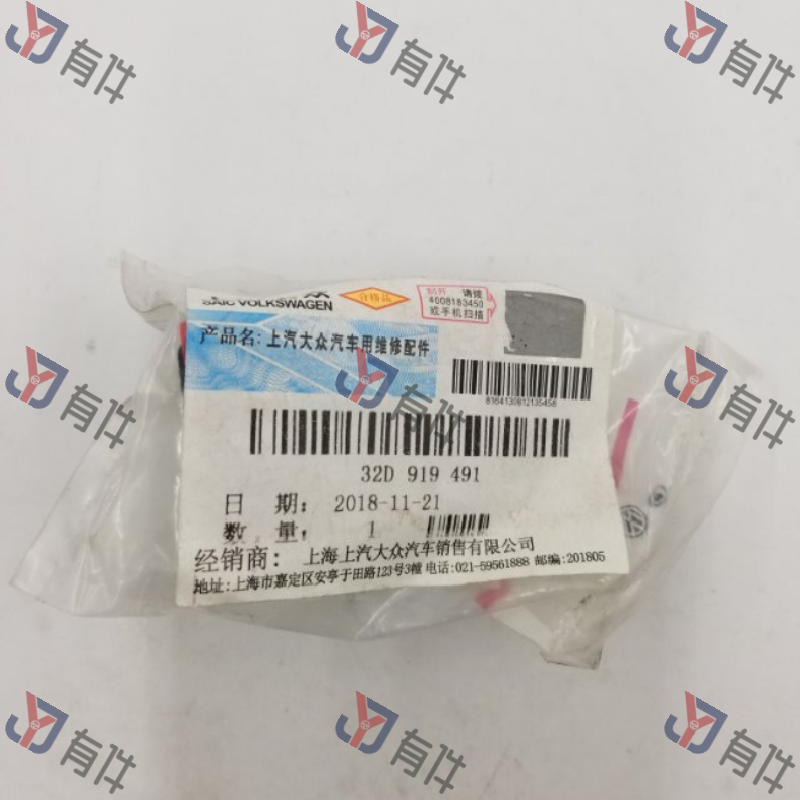 有件
有件
有件
SAIC VOLKSWAGEN
合格品
刮开 请拨
4008183450
或手机扫描
产品名: 上汽大众汽车用维修配件
有件
有件
有件
32D 919 491
日 期: 2018-11-21
数 量: 1
经销商: 上海上汽大众汽车销售有限公司
地址: 上海市嘉定区安亭于田路123号3幢 电话:021-59561888 邮编:201805
有件
有件
有件